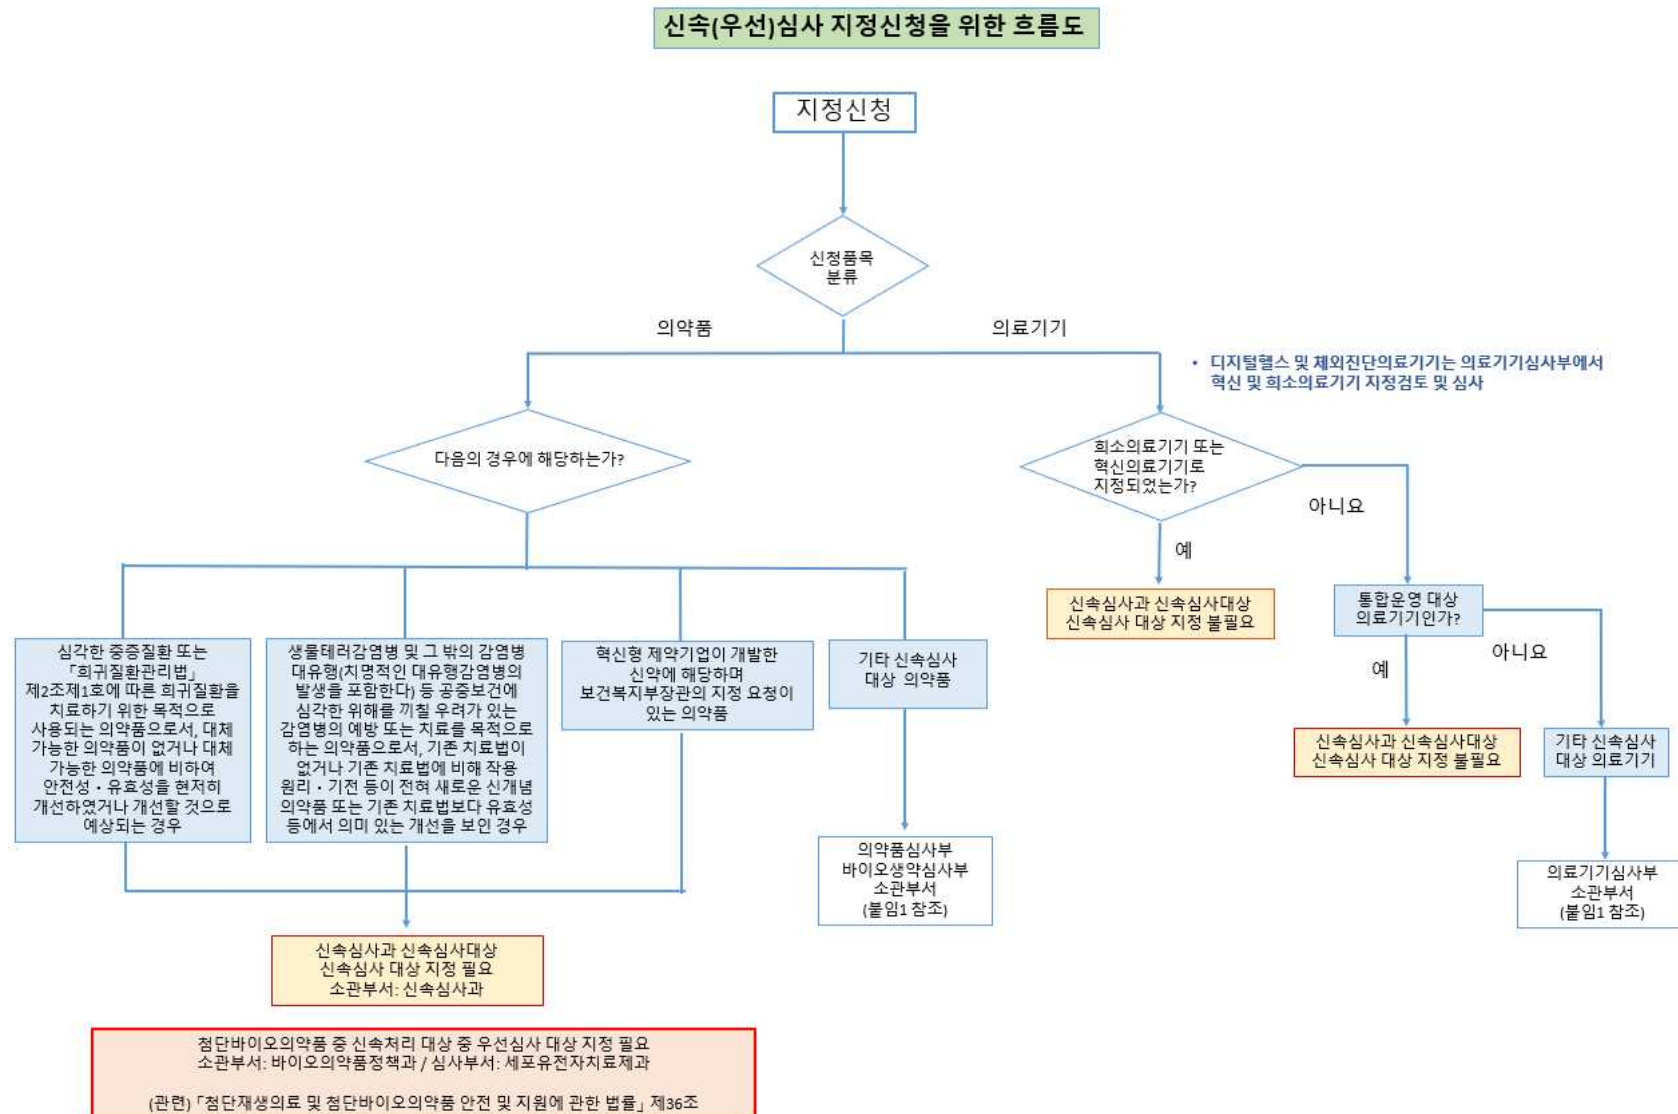 신속(우선)심사 지정신청을 위한 흐름도
지정신청
신청품목
분류
의약품
의료기기
• 디지털헬스 및 체외진단의료기기는 의료기기심사부에서
혁신 및 희소의료기기 지정검토 및 심사
다음의 경우에 해당하는가?
희소의료기기 또는
혁신의료기기로
지정되었는가?
아니요
예
신속심사과 신속심사대상
신속심사 대상 지정 불필요
통합운영 대상
의료기기인가?
예
아니요
심각한 중증질환 또는
「희귀질환관리법」
제2조제1호에 따른 희귀질환을
치료하기 위한 목적으로
사용되는 의약품으로서, 대체
가능한 의약품이 없거나 대체
가능한 의약품에 비하여
안전성・유효성을 현저히
개선하였거나 개선할 것으로
예상되는 경우
생물테러감염병 및 그 밖의 감염병
대유행(치명적인 대유행감염병의
발생을 포함한다) 등 공중보건에
심각한 위해를 끼칠 우려가 있는
감염병의 예방 또는 치료를 목적으로
하는 의약품으로서, 기존 치료법이
없거나 기존 치료법에 비해 작용
원리・기전 등이 전혀 새로운 신개념
의약품 또는 기존 치료법보다 유효성
등에서 의미 있는 개선을 보인 경우
혁신형 제약기업이 개발한
신약에 해당하며
보건복지부장관의 지정 요청이
있는 의약품
기타 신속심사
대상 의약품
신속심사과 신속심사대상
신속심사 대상 지정 불필요
기타 신속심사
대상 의료기기
의약품심사부
바이오생약심사부
소관부서
(붙임1 참조)
의료기기심사부
소관부서
(붙임1 참조)
신속심사과 신속심사대상
신속심사 대상 지정 필요
소관부서: 신속심사과
첨단바이오의약품 중 신속처리 대상 중 우선심사 대상 지정 필요
소관부서: 바이오의약품정책과 / 심사부서: 세포유전자치료제과
(관련) 「첨단재생의료 및 첨단바이오의약품 안전 및 지원에 관한 법률」 제36조